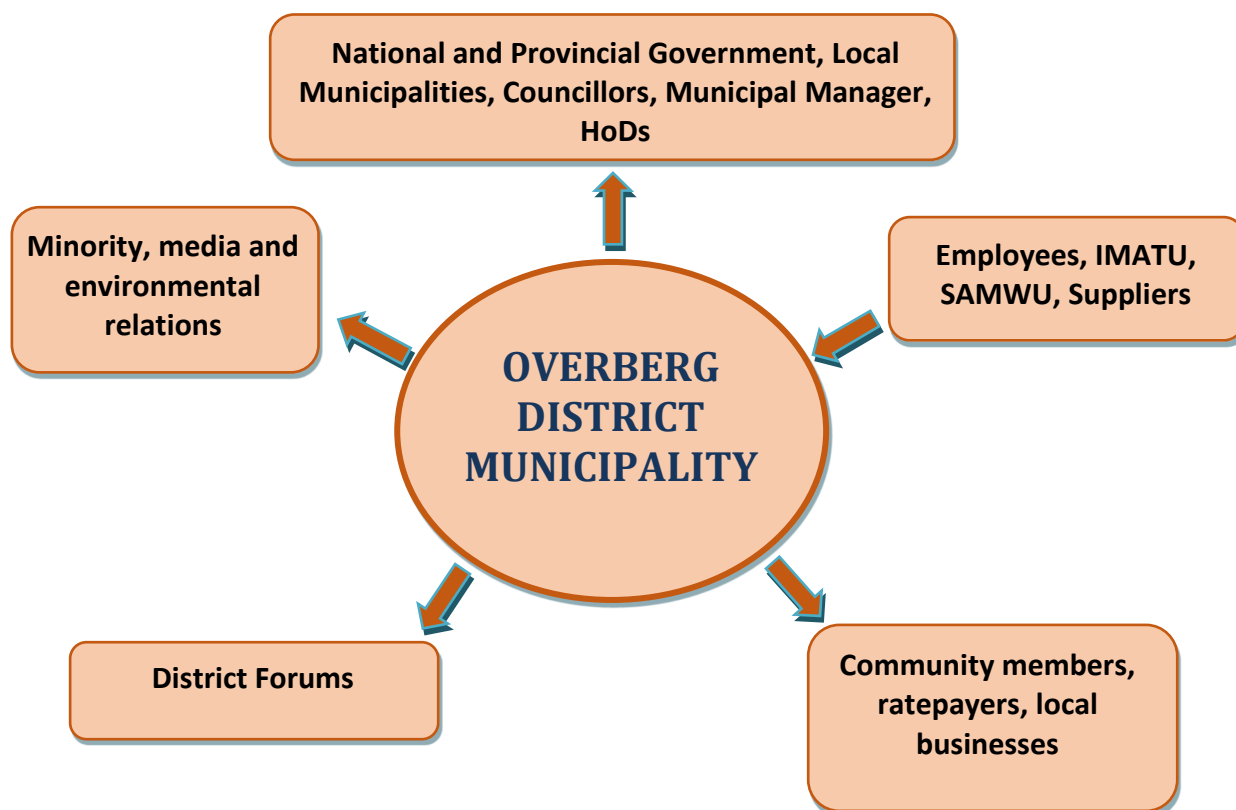 National and Provincial Government, Local
Municipalities, Councillors, Municipal Manager,
HoDs
Minority, media and
environmental
relations
Employees, IMATU,
SAMWU, Suppliers
OVERBERG
DISTRICT
MUNICIPALITY
District Forums
Community members,
ratepayers, local
businesses